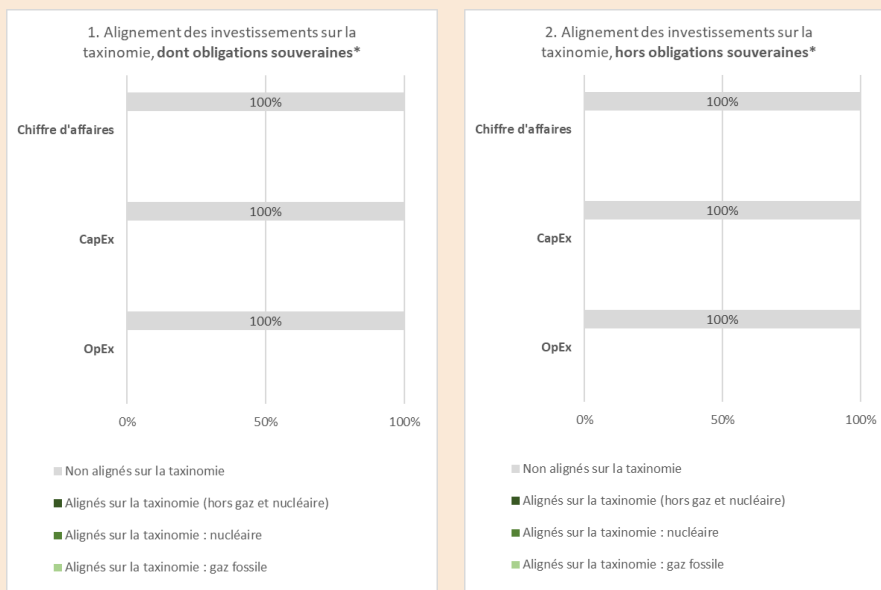 1. Alignement des investissements sur la
taxinomie, dont obligations souveraines*
100%
Chiffre d'affaires
100%
CapEx
100%
OpEx
0% 50% 100%
Non alignés sur la taxinomie
Alignés sur la taxinomie (hors gaz et nucléaire)
Alignés sur la taxinomie : nucléaire
Alignés sur la taxinomie : gaz fossile
2. Alignement des investissements sur la
taxinomie, hors obligations souveraines*
100%
Chiffre d'affaires
100%
CapEx
100%
OpEx
0% 50% 100%
Non alignés sur la taxinomie
Alignés sur la taxinomie (hors gaz et nucléaire)
Alignés sur la taxinomie : nucléaire
Alignés sur la taxinomie : gaz fossile